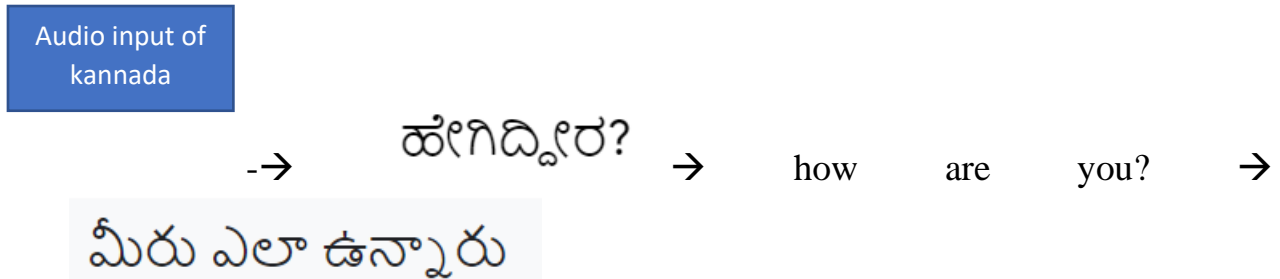 Audio input of
kannada
-→ ಹೇಗಿದ್ದೀರ? → how are you? →
మీరు ఎలా ఉన్నారు